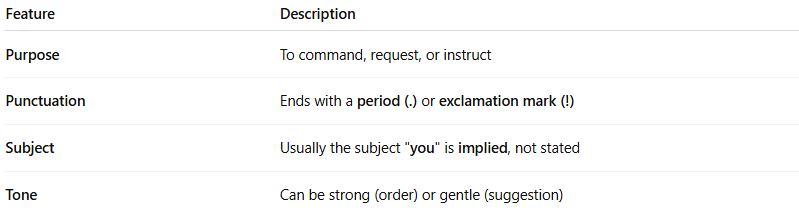 Feature Description
Purpose To command, request, or instruct
Punctuation Ends with a period (.) or exclamation mark (!)
Subject Usually the subject "you" is implied, not stated
Tone Can be strong (order) or gentle (suggestion)